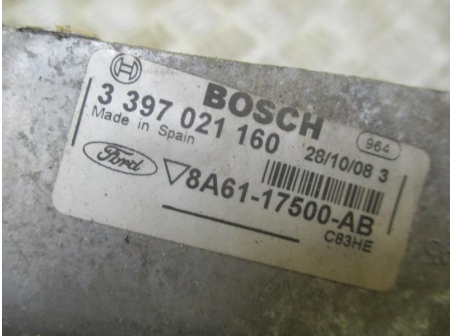 BOSCH
3 397 021 160
964
Made in Spain
28/10/08 3
Ford
8A61-17500-AB
C83HE